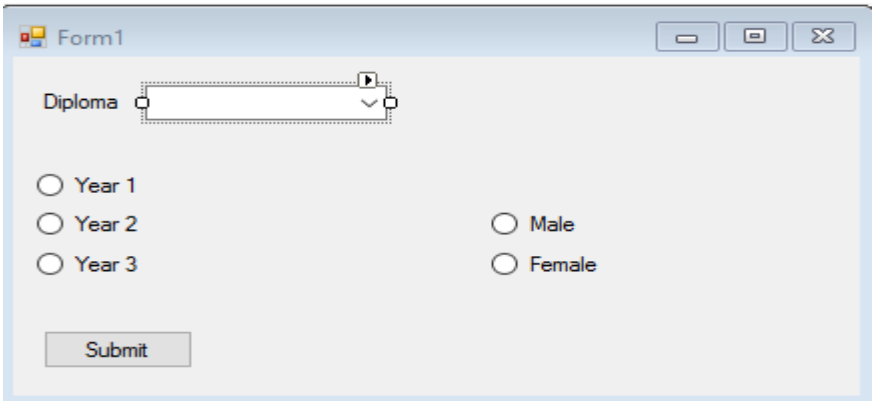 Form1
Diploma
Year 1
Year 2
Male
Year 3
Female
Submit